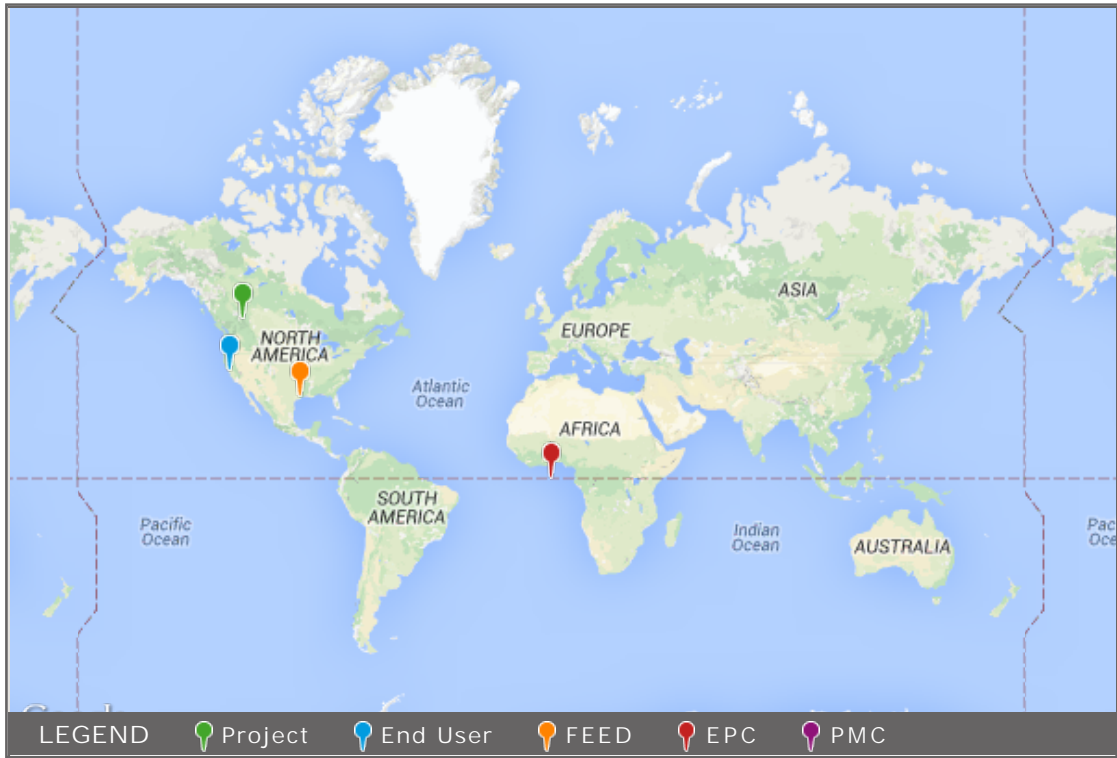 ASIA
NORTH
AMERICA
EUROPE
Atlantic
Ocean
AFRICA
SOUTH
AMERICA
Pacific
Ocean
Indian
Ocean
AUSTRALIA
LEGEND Project End User FEED EPC PMC